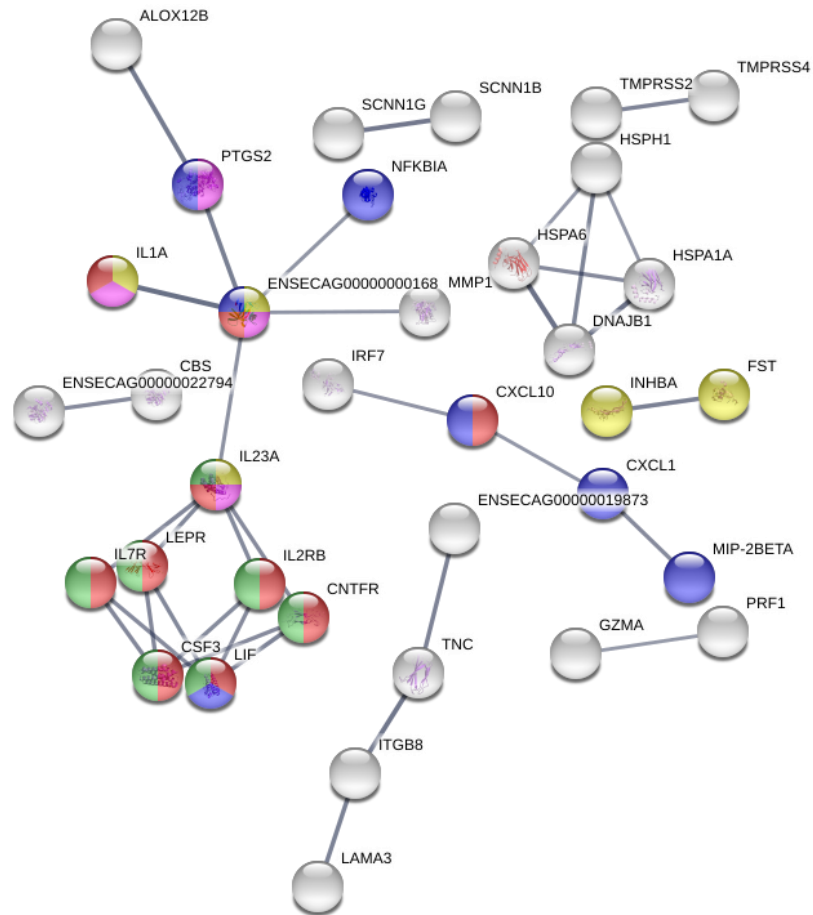 ALOX12B
TMPRSS4
SCNN1B
TMPRSS2
SCNN1G
HSPH1
PTGS2
NFKBIA
HSPA6
IL1A
HSPA1A
ENSECAG00000000168
MMP1
DNAJB1
IRF7
CBS
FST
ENSECAG00000022794
INHBA
CXCL10
IL23A
CXCL1
ENSECAG00000019873
LEPR
IL7R
IL2RB
MIP-2BETA
CNTFR
PRF1
GZMA
CSF3
LIF
TNC
ITGB8
LAMA3